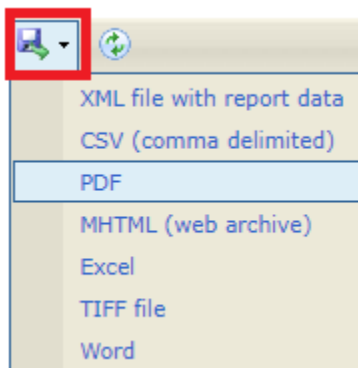 XML file with report data
CSV (comma delimited)
PDF
MHTML (web archive)
Excel
TIFF file
Word